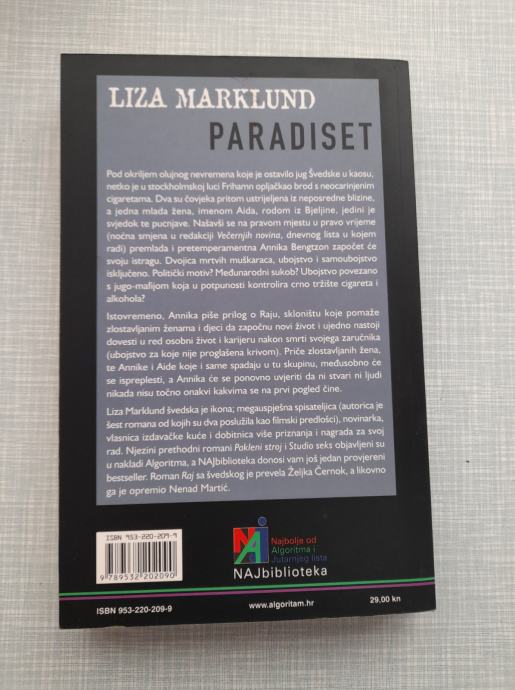 LIZA MARKLUND
PARADISET
Pod okriljem olujnog nevremena koje je ostavilo jug Švedske u kaosu,
netko je u stockholmskoj luci Frihamn opljačkao brod s neocarinjenim
cigaretama. Dva su čovjeka pritom ustrijeljena iz neposredne blizine,
a jedna mlada žena, imenom Aida, rodom iz Bjeljine, jedini je
svjedok te pucnjave. Našavši se na pravom mjestu u pravo vrijeme
(noćna smjena u redakciji Večernjih novina, dnevnog lista u kojem
radi) premlada i pretemperamentna Annika Bengtzon započet će
svoju istragu. Dvojica mrtvih muškaraca, ubojstvo i samoubojstvo
isključeno. Politički motiv? Međunarodni sukob? Ubojstvo povezano
s jugo-mafijom koja u potpunosti kontrolira crno tržište cigareta i
alkohola?
Istovremeno, Annika piše prilog o Raju, skloništu koje pomaže
zlostavljanim ženama i djeci da započnu novi život i ujedno nastoji
dovesti u red osobni život i karijeru nakon smrti svojega zaručnika
(ubojstvo za koje nije proglašena krivom). Priče zlostavljanih žena,
te Annike i Aide koje i same spadaju u tu skupinu, međusobno će
se ispreplesti, a Annika će se ponovno uvjeriti da ni stvari ni ljudi
nikada nisu točno onakvi kakvima se na prvi pogled čine.
Liza Marklund švedska je ikona; megauspješna spisateljica (autorica je
šest romana od kojih su dva poslužila kao filmski predlošci), novinarka,
vlasnica izdavačke kuće i dobitnica više priznanja i nagrada za svoj
rad. Njezini prethodni romani Pakleni stroj i Studio seks objavljeni su
u nakladi Algoritma, a NAJbiblioteka donosi vam još jedan provjereni
bestseller. Roman Raj sa švedskog je prevela Željka Černok, a likovno
ga je opremio Nenad Martić.
ISBN 953-220-209-9
9 789532 202090
NAJ
Najbolje od
Algoritma i
Jutarnjeg lista
NAJbiblioteka
ISBN 953-220-209-9
www.algoritam.hr
29,00 kn